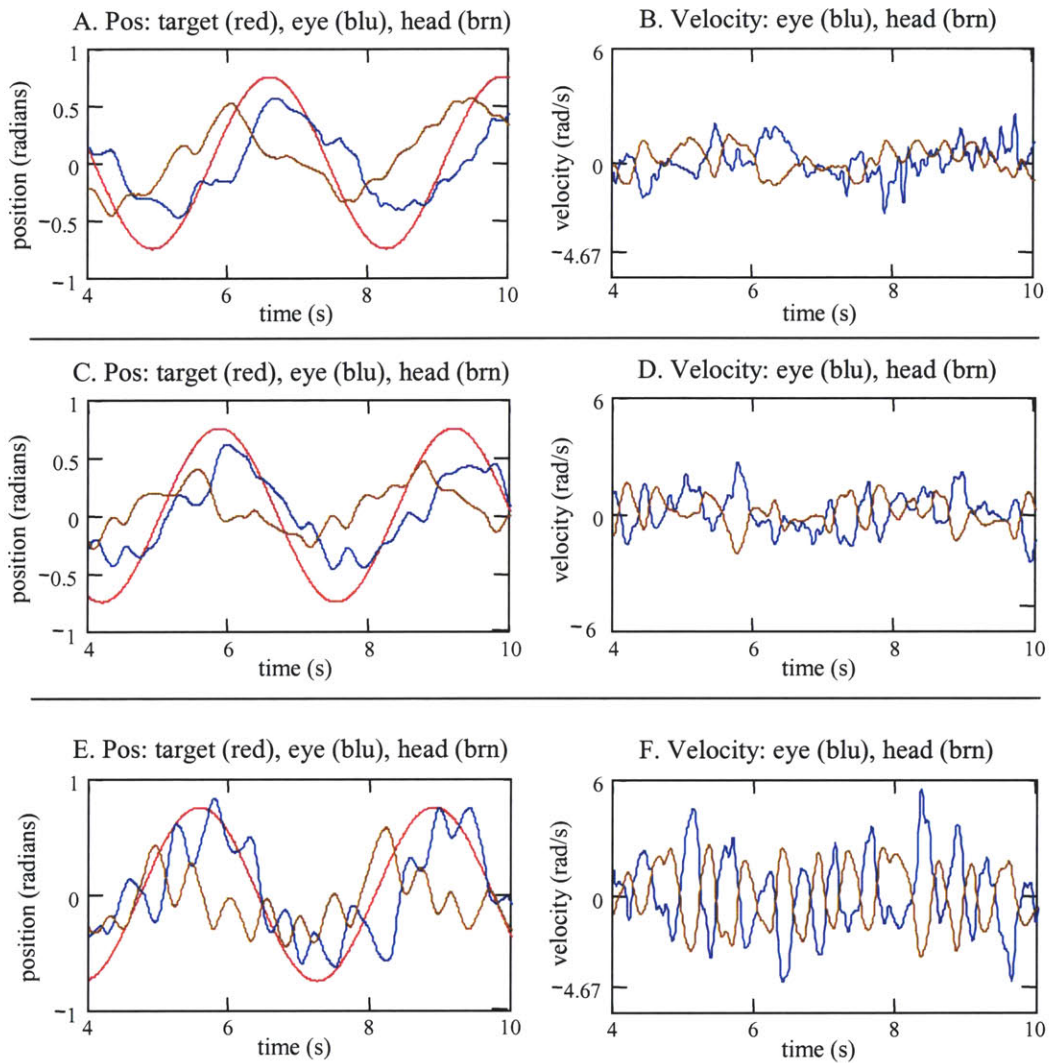 A. Pos: target (red), eye (blu), head (brn)
B. Velocity: eye (blu), head (brn)
position (radians)
1
0.5
0
−0.5
−1
4
6
8
10
time (s)
velocity (rad/s)
6
0
−4.67
4
6
8
10
time (s)
C. Pos: target (red), eye (blu), head (brn)
D. Velocity: eye (blu), head (brn)
position (radians)
1
0.5
0
−0.5
−1
4
6
8
10
time (s)
velocity (rad/s)
6
0
−6
4
6
8
10
time (s)
E. Pos: target (red), eye (blu), head (brn)
F. Velocity: eye (blu), head (brn)
position (radians)
1
0
−1
4
6
8
10
time (s)
velocity (rad/s)
6
0
−4.67
4
6
8
10
time (s)